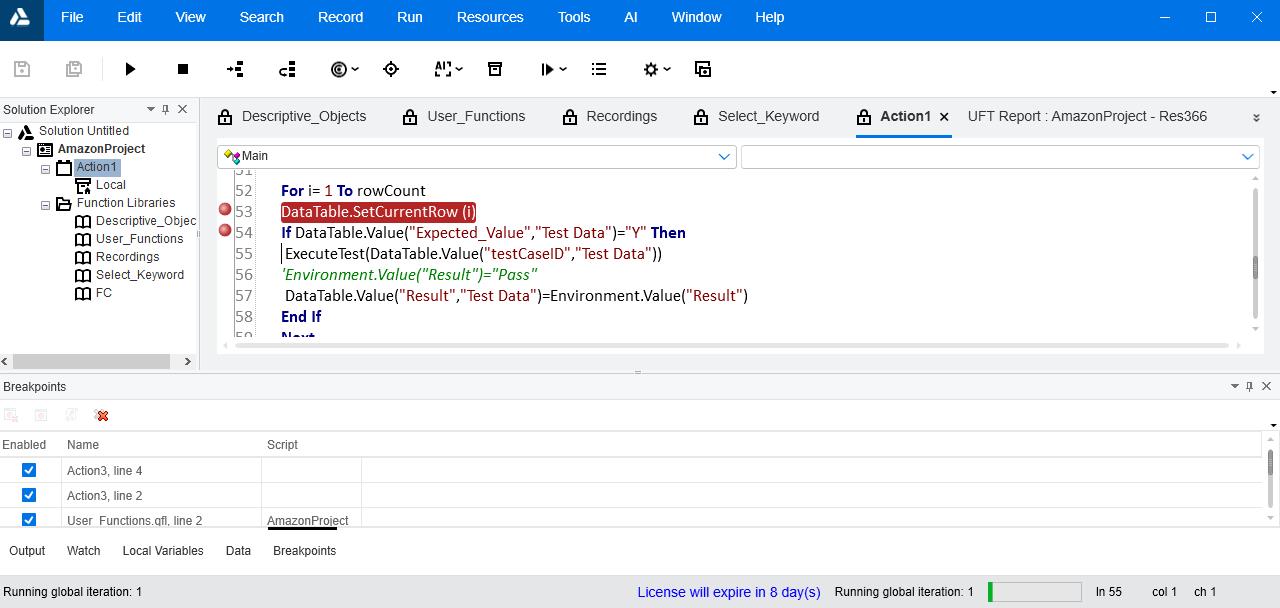 File Edit View Search Record Run Resources Tools AI Window Help
Solution Explorer
Solution Untitled
AmazonProject
Action1
Local
Function Libraries
Descriptive_Objec
User_Functions
Recordings
Select_Keyword
FC
Descriptive_Objects User_Functions Recordings Select_Keyword Action1 UFT Report : AmazonProject - Res366
Main
51
52 For i= 1 To rowCount
53 DataTable.SetCurrentRow (i)
54 If DataTable.Value("Expected_Value","Test Data")="Y" Then
55 ExecuteTest(DataTable.Value("testCaseID","Test Data"))
56 'Environment.Value("Result")="Pass"
57 DataTable.Value("Result","Test Data")=Environment.Value("Result")
58 End If
59 Next
Breakpoints
Enabled Name Script
Action3, line 4
Action3, line 2
User_Functions.qfl, line 2 AmazonProject
Output Watch Local Variables Data Breakpoints
Running global iteration: 1 License will expire in 8 day(s) Running global iteration: 1 ln 55 col 1 ch 1